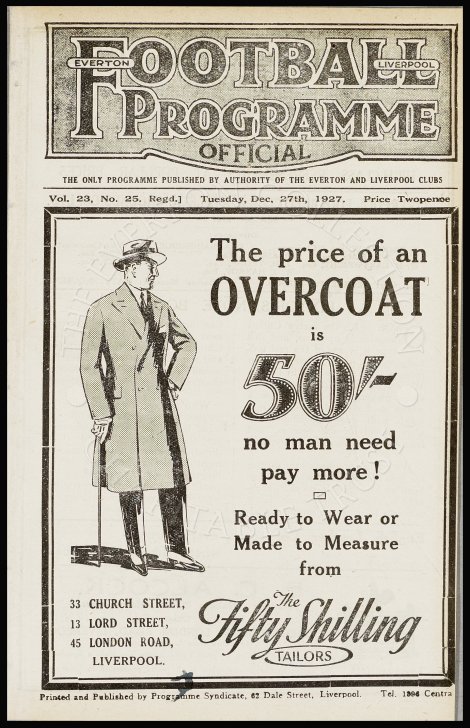 FOOTBALL
EVERTON
LIVERPOOL
PROGRAMME
OFFICIAL
THE ONLY PROGRAMME PUBLISHED BY AUTHORITY OF THE EVERTON AND LIVERPOOL CLUBS
Vol. 23, No. 25. Regd.] Tuesday, Dec. 27th, 1927. Price Twopence
The price of an
OVERCOAT
is
50/-
no man need
pay more!
Ready to Wear or
Made to Measure
from
The
Fifty Shilling
TAILORS
33 CHURCH STREET,
13 LORD STREET,
45 LONDON ROAD,
LIVERPOOL.
Printed and Published by Programme Syndicate, 62 Dale Street, Liverpool. Tel. 1396 Centra